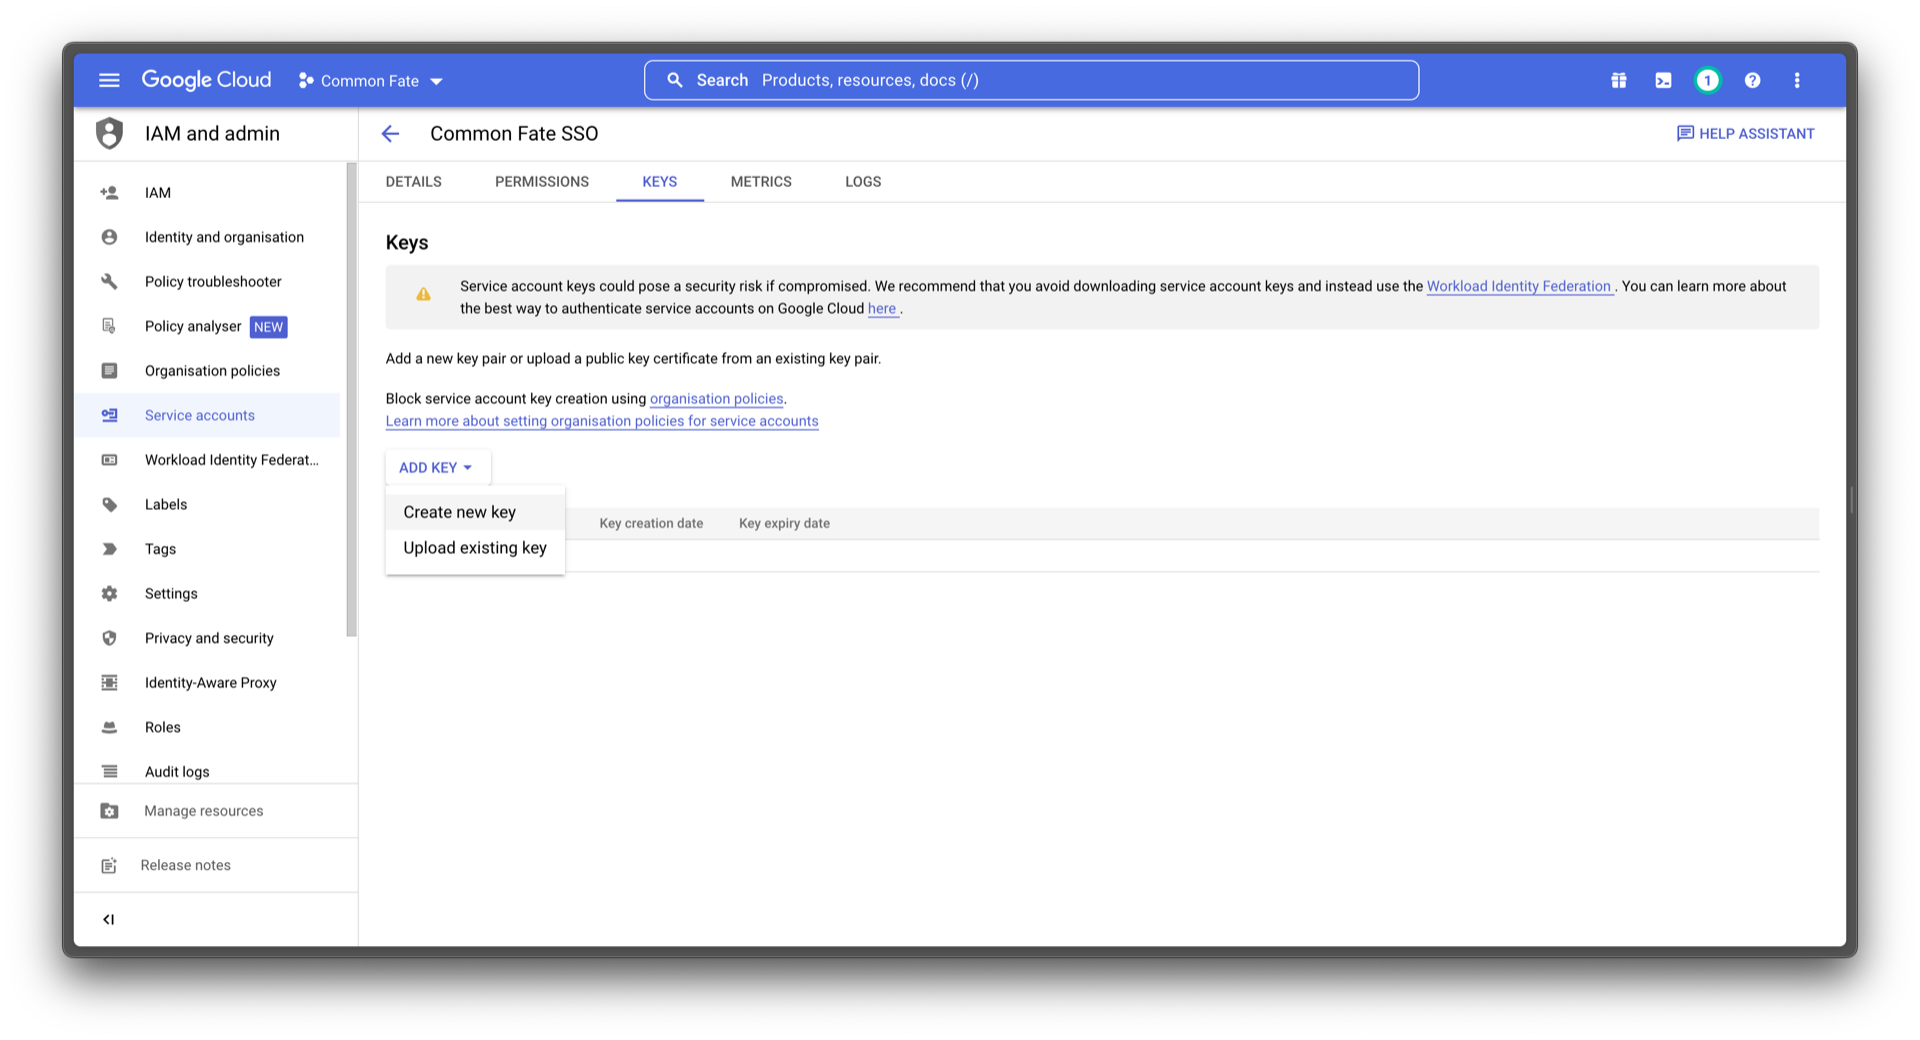 Google Cloud
Common Fate
Search Products, resources, docs (/)
1
?
IAM and admin
Common Fate SSO
HELP ASSISTANT
IAM
Identity and organisation
Policy troubleshooter
Policy analyser NEW
Organisation policies
Service accounts
Workload Identity Federat...
Labels
Tags
Settings
Privacy and security
Identity-Aware Proxy
Roles
Audit logs
Manage resources
Release notes
DETAILS PERMISSIONS KEYS METRICS LOGS
Keys
Service account keys could pose a security risk if compromised. We recommend that you avoid downloading service account keys and instead use the Workload Identity Federation . You can learn more about
the best way to authenticate service accounts on Google Cloud here .
Add a new key pair or upload a public key certificate from an existing key pair.
Block service account key creation using organisation policies.
Learn more about setting organisation policies for service accounts
ADD KEY
Create new key
Upload existing key
Key creation date Key expiry date